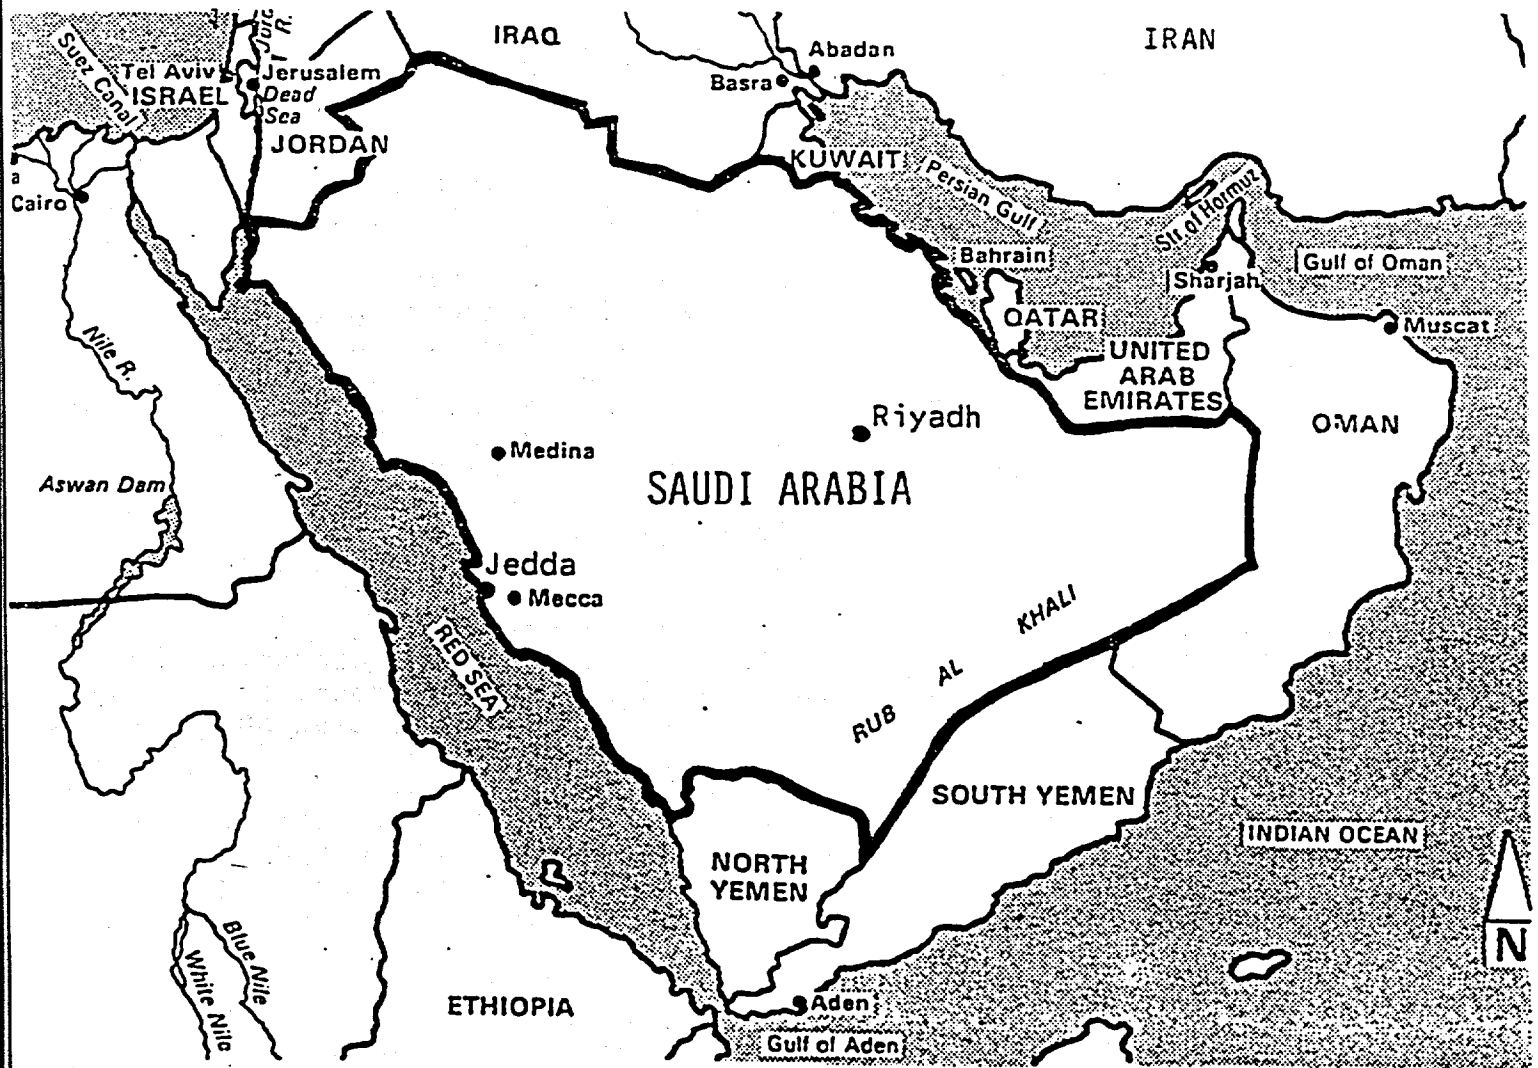 IRAQ
IRAN
Suez Canal
R.
Tel Aviv
Jerusalem
ISRAEL
Dead
Sea
JORDAN
Abadan
Basra
KUWAIT
Persian Gulf
Str of Hormuz
a
Cairo
Bahrain
Gulf of Oman
Sharjah
QATAR
Muscat
Nile R.
UNITED
ARAB
EMIRATES
OMAN
Riyadh
Medina
SAUDI ARABIA
Aswan Dam
Jedda
Mecca
RED SEA
RUB AL KHALI
SOUTH YEMEN
INDIAN OCEAN
NORTH
YEMEN
N
Blue Nile
White Nile
ETHIOPIA
Aden
Gulf of Aden